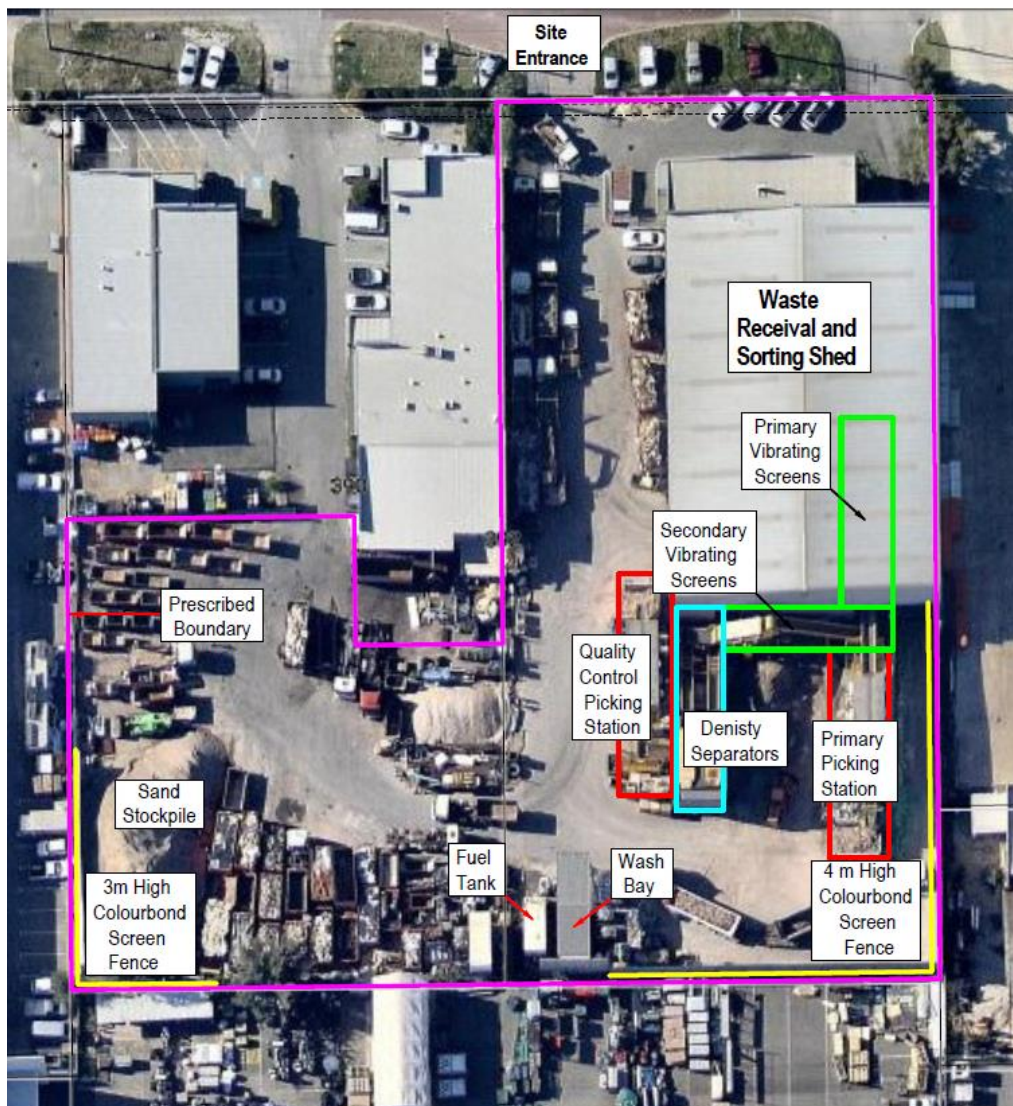 Site
Entrance
Waste
Receival and
Sorting Shed
Primary
Vibrating
Screens
Secondary
Vibrating
Screens
Prescribed
Boundary
Quality
Control
Picking
Station
Denisty
Separators
Primary
Picking
Station
Sand
Stockpile
Fuel
Tank
Wash
Bay
3m High
Colourbond
Screen
Fence
4 m High
Colourbond
Screen
Fence